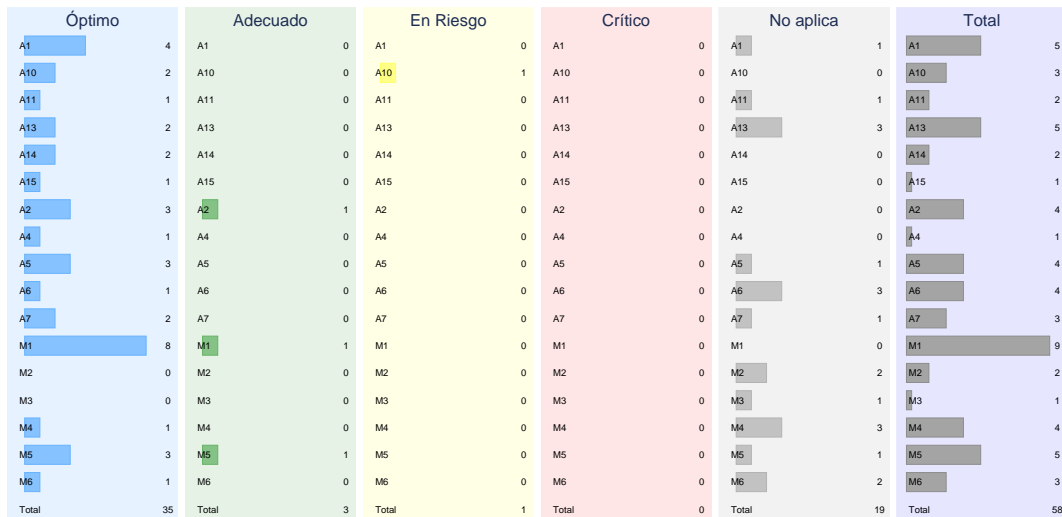 Óptimo Adecuado En Riesgo Crítico No aplica Total
A1 4 A1 0 A1 0 A1 0 A1 1 A1 5
A10 2 A10 0 A10 1 A10 0 A10 0 A10 3
A11 1 A11 0 A11 0 A11 0 A11 1 A11 2
A13 2 A13 0 A13 0 A13 0 A13 3 A13 5
A14 2 A14 0 A14 0 A14 0 A14 0 A14 2
A15 1 A15 0 A15 0 A15 0 A15 0 A15 1
A2 3 A2 1 A2 0 A2 0 A2 0 A2 4
A4 1 A4 0 A4 0 A4 0 A4 0 A4 1
A5 3 A5 0 A5 0 A5 0 A5 1 A5 4
A6 1 A6 0 A6 0 A6 0 A6 3 A6 4
A7 2 A7 0 A7 0 A7 0 A7 1 A7 3
M1 8 M1 1 M1 0 M1 0 M1 0 M1 9
M2 0 M2 0 M2 0 M2 0 M2 2 M2 2
M3 0 M3 0 M3 0 M3 0 M3 1 M3 1
M4 1 M4 0 M4 0 M4 0 M4 3 M4 4
M5 3 M5 1 M5 0 M5 0 M5 1 M5 5
M6 1 M6 0 M6 0 M6 0 M6 2 M6 3
Total 35 Total 3 Total 1 Total 0 Total 19 Total 58